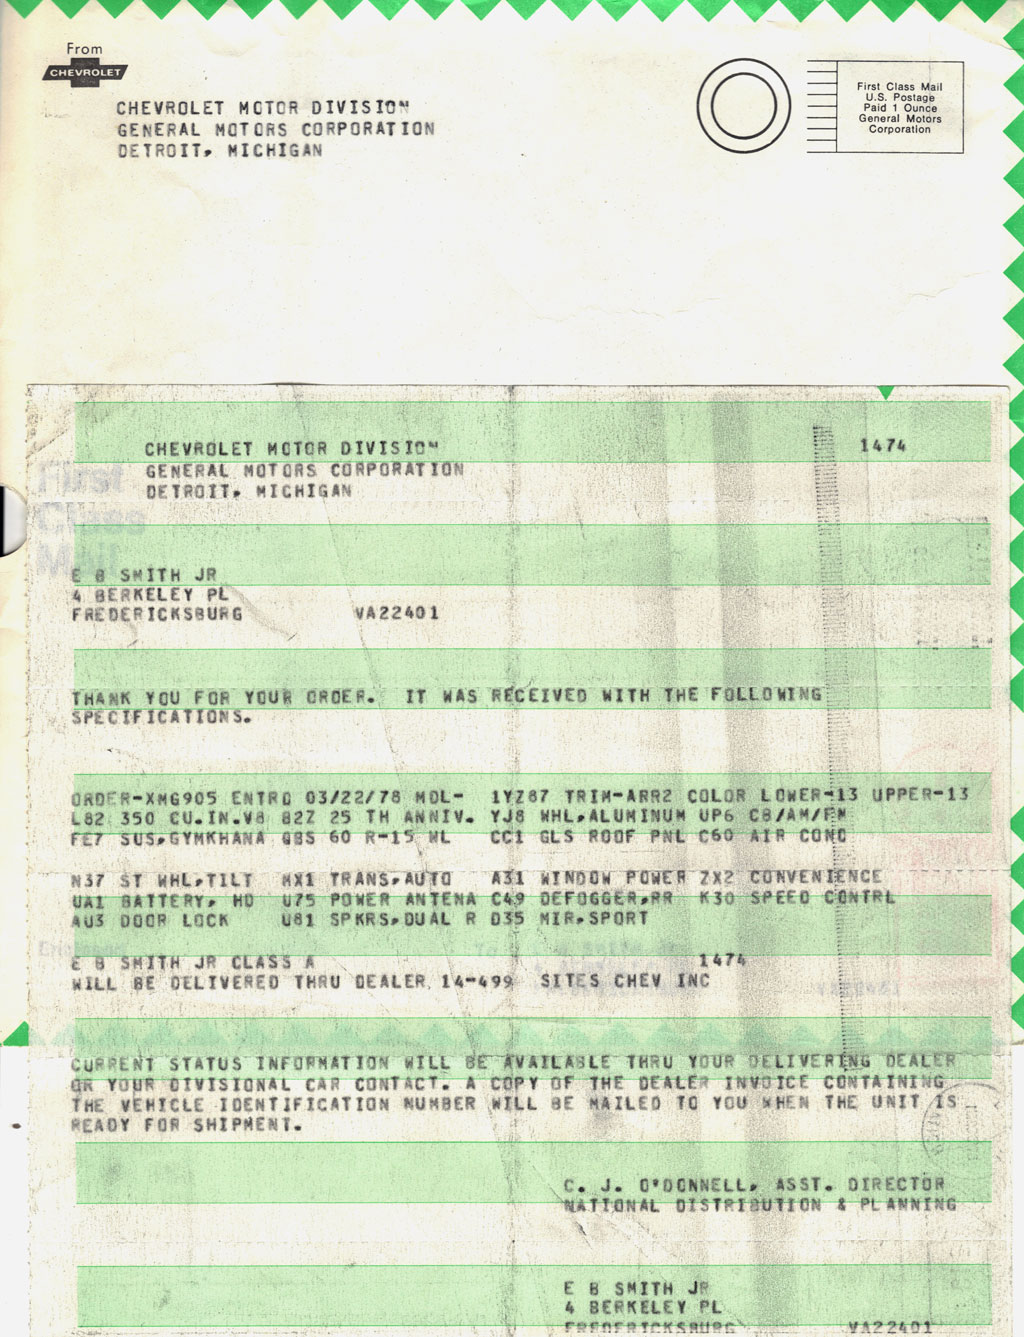 From
CHEVROLET
CHEVROLET MOTOR DIVISION
GENERAL MOTORS CORPORATION
DETROIT, MICHIGAN
First Class Mail
U.S. Postage
Paid 1 Ounce
General Motors
Corporation
CHEVROLET MOTOR DIVISION 1474
GENERAL MOTORS CORPORATION
DETROIT, MICHIGAN
First
Class
Mail
E B SMITH JR
4 BERKELEY PL
FREDERICKSBURG VA22401
THANK YOU FOR YOUR ORDER. IT WAS RECEIVED WITH THE FOLLOWING
SPECIFICATIONS.
ORDER-XMG905 ENTRD 03/22/78 MDL- 1YZ87 TRIM-ARR2 COLOR LOWER-13 UPPER-13
L82 350 CU.IN.V8 B2Z 25 TH ANNIV. YJ8 WHL,ALUMINUM UP6 CB/AM/FM
FE7 SUS,GYMKHANA QBS 60 R-15 WL CC1 GLS ROOF PNL C60 AIR COND
N37 ST WHL,TILT MX1 TRANS,AUTO A31 WINDOW POWER ZX2 CONVENIENCE
UA1 BATTERY, HD U75 POWER ANTENA C49 DEFOGGER,RR K30 SPEED CONTRL
AU3 DOOR LOCK U81 SPKRS,DUAL R D35 MIR,SPORT
E B SMITH JR CLASS A 1474
WILL BE DELIVERED THRU DEALER 14-499 SITES CHEV INC
CURRENT STATUS INFORMATION WILL BE AVAILABLE THRU YOUR DELIVERING DEALER
OR YOUR DIVISIONAL CAR CONTACT. A COPY OF THE DEALER INVOICE CONTAINING
THE VEHICLE IDENTIFICATION NUMBER WILL BE MAILED TO YOU WHEN THE UNIT IS
READY FOR SHIPMENT.
C. J. O'DONNELL, ASST. DIRECTOR
NATIONAL DISTRIBUTION & PLANNING
E B SMITH JR
4 BERKELEY PL
FREDERICKSBURG VA22401